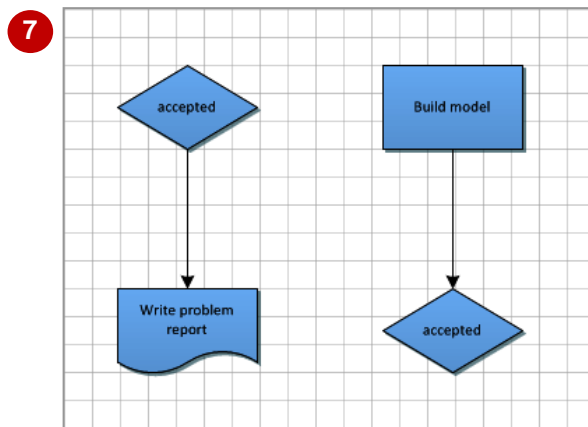 7
accepted
Build model
Write problem
report
accepted